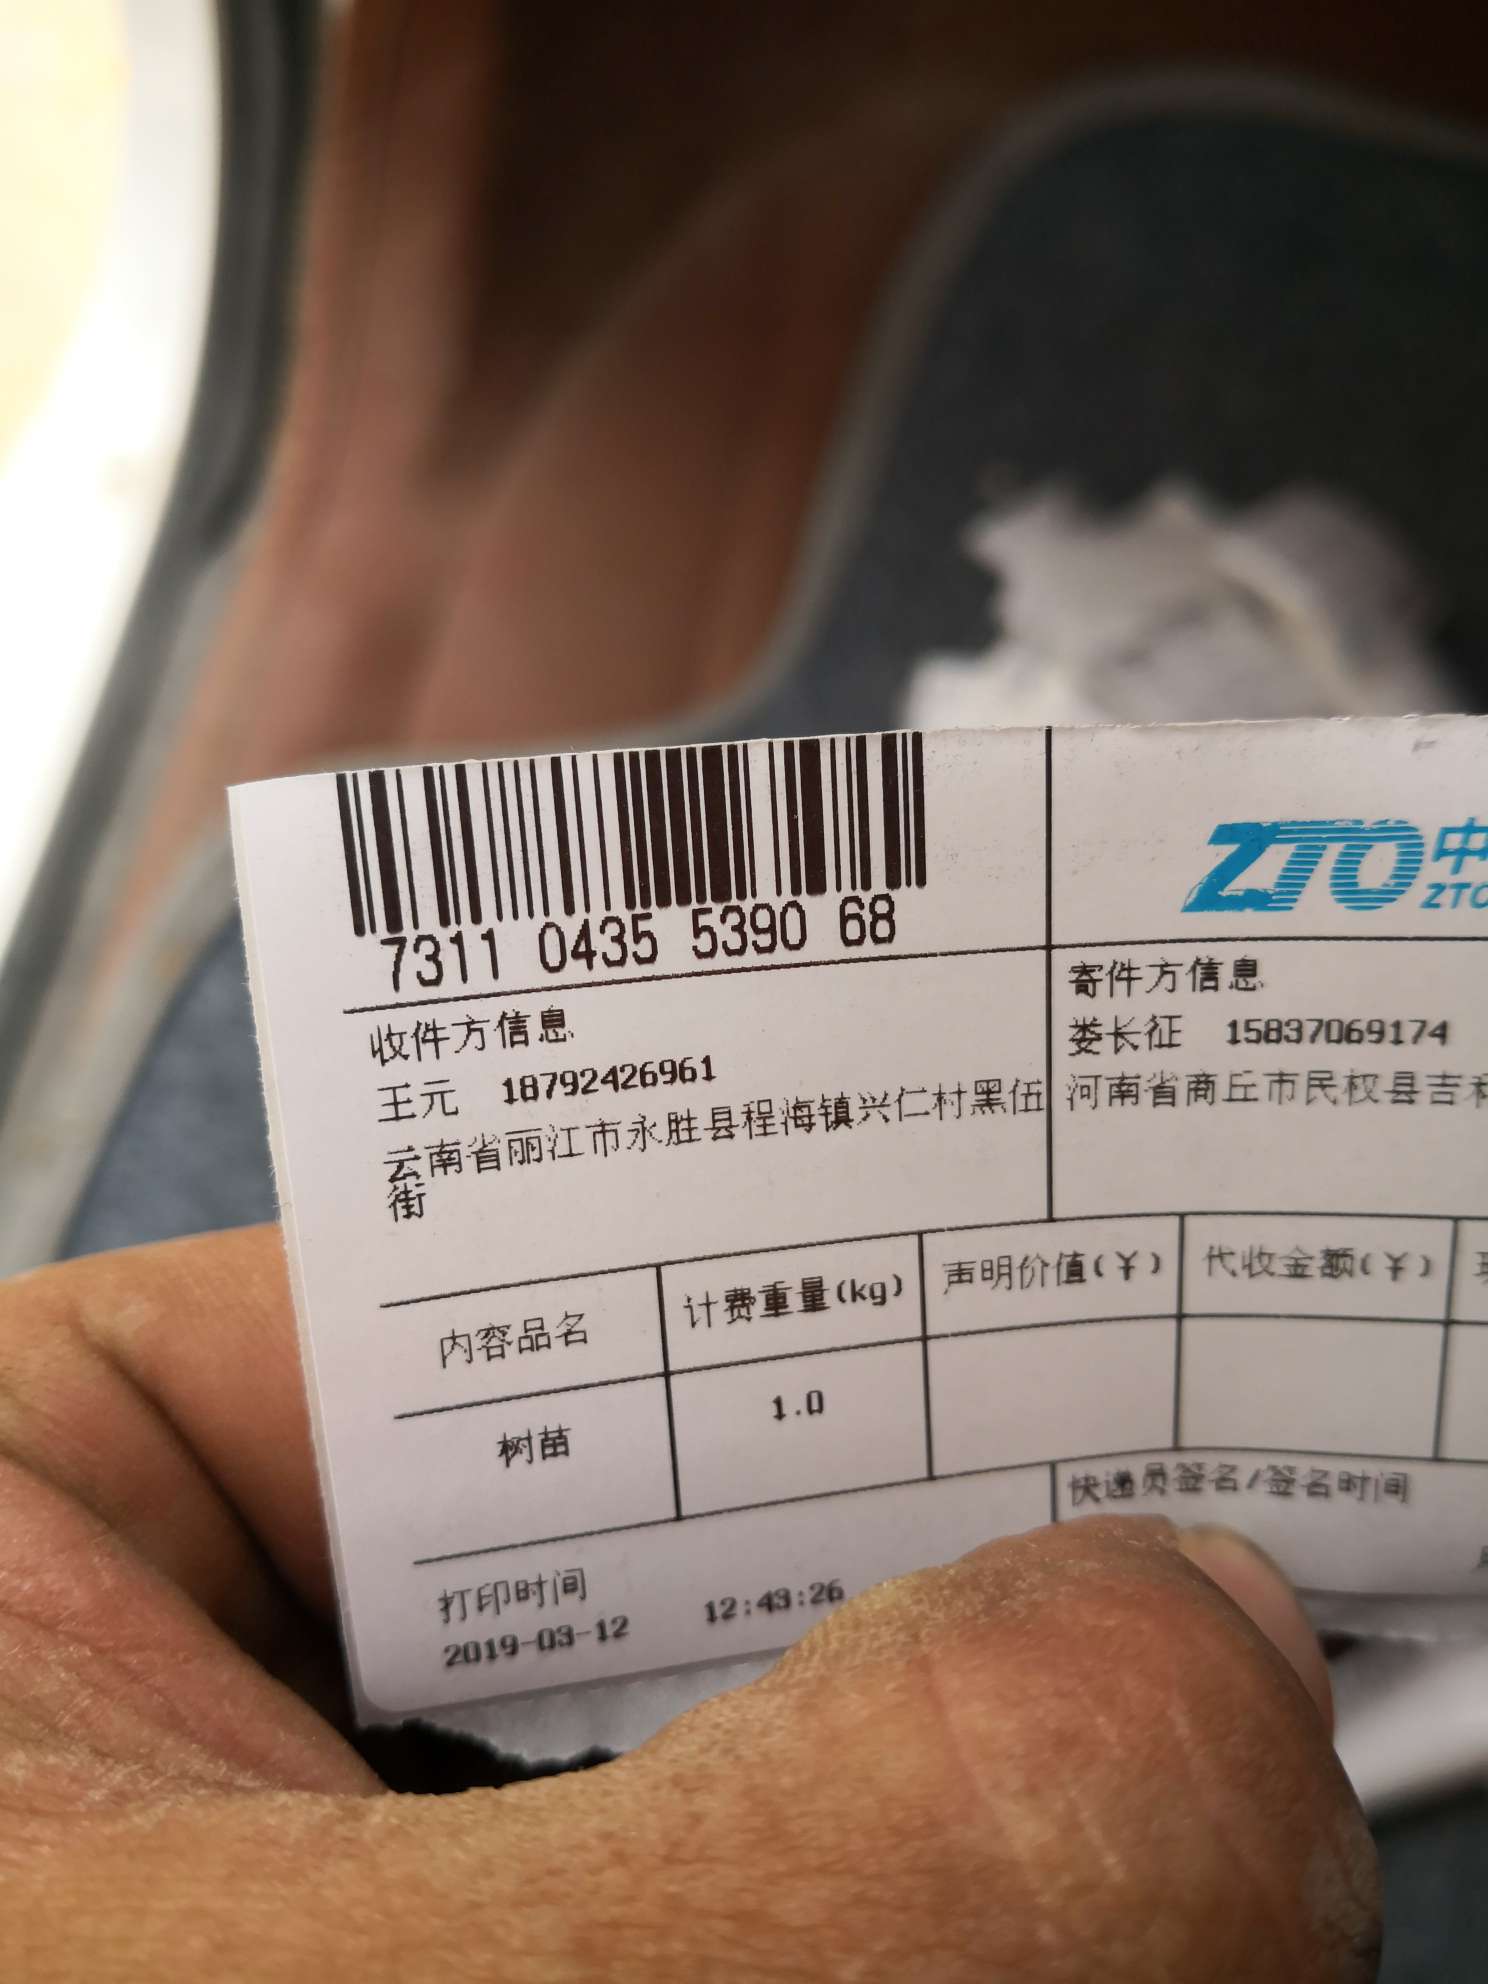 7311 0435 5390 68
ZTO中
ZTO
收件方信息
王元 18792426961
云南省丽江市永胜县程海镇兴仁村黑伍
街
寄件方信息
娄长征 15837069174
河南省商丘市民权县吉和
内容品名 计费重量(kg) 声明价值(¥) 代收金额(¥)
树苗 1.0
打印时间
2019-03-12 12:43:26
快递员签名/签名时间